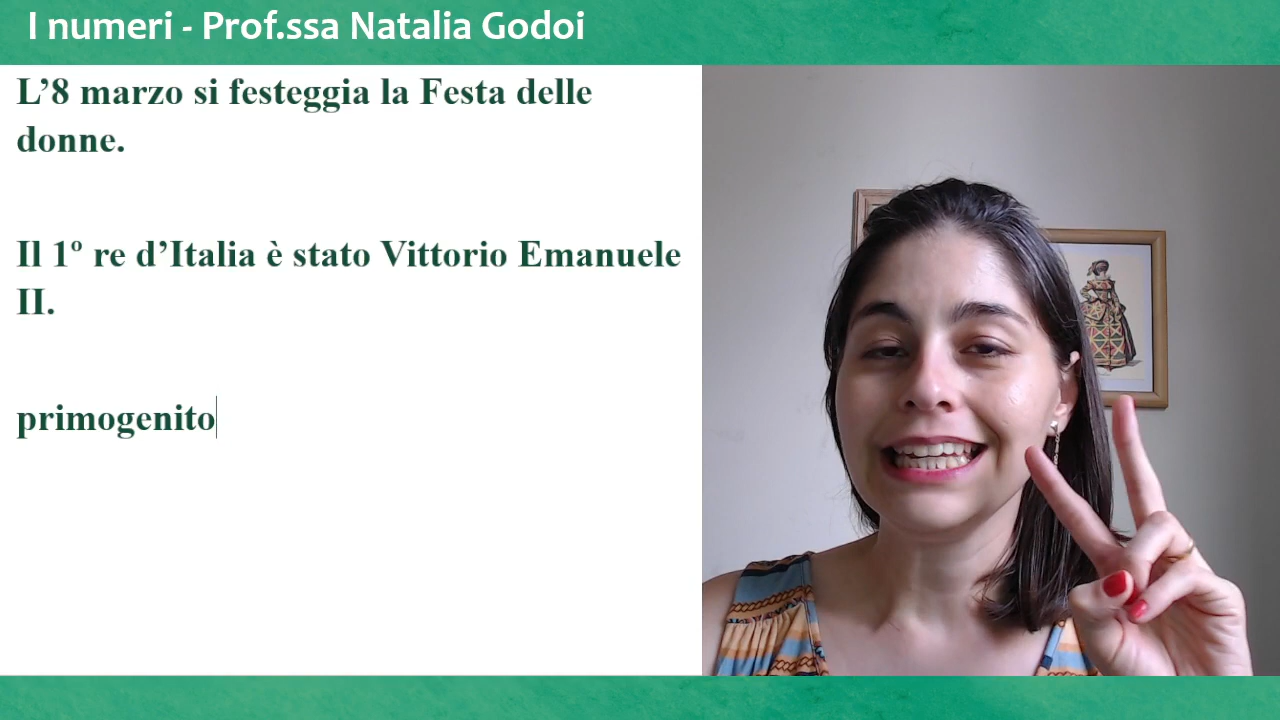 I numeri - Prof.ssa Natalia Godoi
L’8 marzo si festeggia la Festa delle
donne.
Il 1º re d’Italia è stato Vittorio Emanuele
II.
primogenito